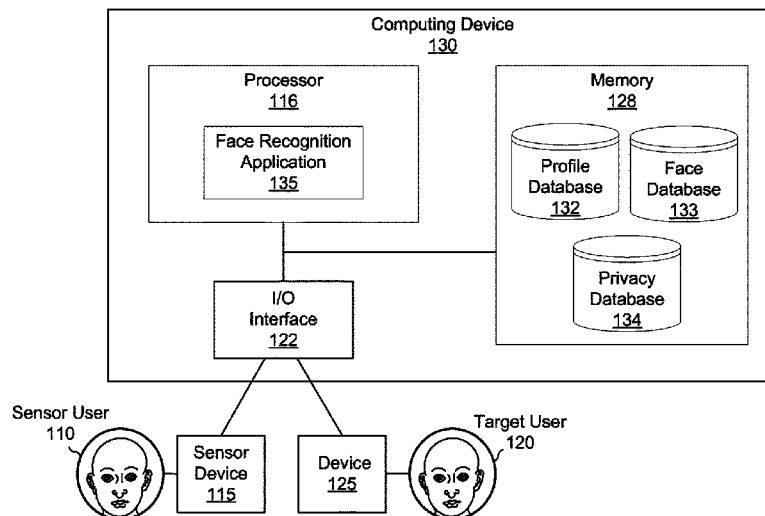 Computing Device
130
Processor
116
Face Recognition
Application
135
Memory
128
Profile
Database
132
Face
Database
133
Privacy
Database
134
I/O
Interface
122
Sensor User
110
Sensor
Device
115
Device
125
Target User
120